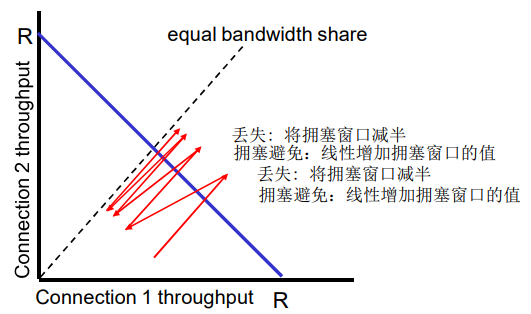 R
equal bandwidth share
Connection 2 throughput
丢失: 将拥塞窗口减半
拥塞避免: 线性增加拥塞窗口的值
丢失: 将拥塞窗口减半
拥塞避免: 线性增加拥塞窗口的值
Connection 1 throughput
R